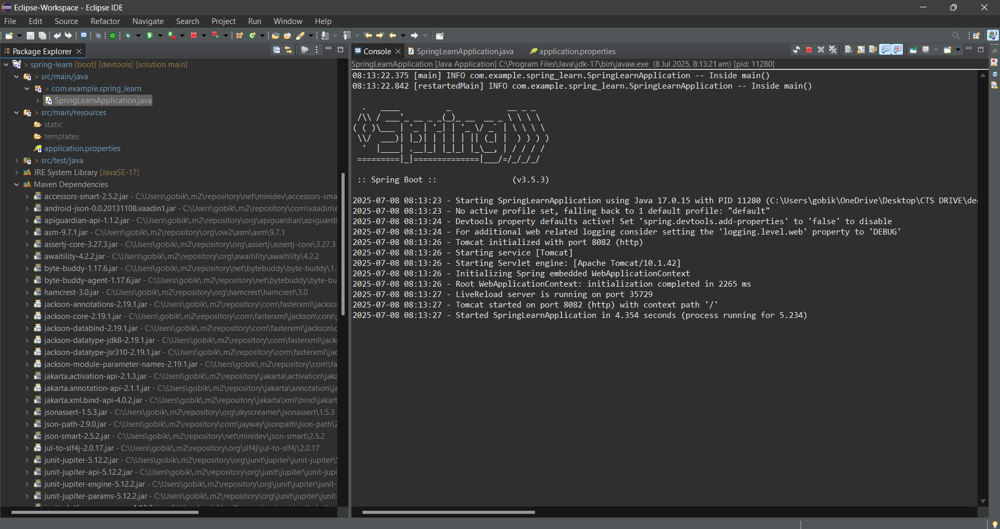 Eclipse-Workspace - Eclipse IDE
File Edit Source Refactor Navigate Search Project Run Window Help
Package Explorer
spring-learn [boot] [devtools] [solution main]
src/main/java
com.example.spring_learn
SpringLearnApplication.java
src/main/resources
static
templates
application.properties
src/test/java
JRE System Library [JavaSE-17]
Maven Dependencies
accessors-smart-2.5.2.jar - C:\Users\gobik\.m2\repository\net\minidev\accessors-sma
android-json-0.0.20131108.vaadin1.jar - C:\Users\gobik\.m2\repository\com\vaadin\e
apiguardian-api-1.1.2.jar - C:\Users\gobik\.m2\repository\org\apiguardian\apiguardi
asm-9.7.1.jar - C:\Users\gobik\.m2\repository\org\ow2\asm\asm\9.7.1
assertj-core-3.27.3.jar - C:\Users\gobik\.m2\repository\org\assertj\assertj-core\3.27.3
awaitility-4.2.2.jar - C:\Users\gobik\.m2\repository\org\awaitility\awaitility\4.2.2
byte-buddy-1.17.6.jar - C:\Users\gobik\.m2\repository\net\bytebuddy\byte-buddy\1.
byte-buddy-agent-1.17.6.jar - C:\Users\gobik\.m2\repository\net\bytebuddy\byte-bu
hamcrest-3.0.jar - C:\Users\gobik\.m2\repository\org\hamcrest\hamcrest\3.0
jackson-annotations-2.19.1.jar - C:\Users\gobik\.m2\repository\com\fasterxml\jackso
jackson-core-2.19.1.jar - C:\Users\gobik\.m2\repository\com\fasterxml\jackson\core\
jackson-databind-2.19.1.jar - C:\Users\gobik\.m2\repository\com\fasterxml\jackson\c
jackson-datatype-jdk8-2.19.1.jar - C:\Users\gobik\.m2\repository\com\fasterxml\jack
jackson-datatype-jsr310-2.19.1.jar - C:\Users\gobik\.m2\repository\com\fasterxml\jac
jackson-module-parameter-names-2.19.1.jar - C:\Users\gobik\.m2\repository\com\fa
jakarta.activation-api-2.1.3.jar - C:\Users\gobik\.m2\repository\jakarta\activation\jaka
jakarta.annotation-api-2.1.1.jar - C:\Users\gobik\.m2\repository\jakarta\annotation\ja
jakarta.xml.bind-api-4.0.2.jar - C:\Users\gobik\.m2\repository\jakarta\xml\bind\jakart
jsonassert-1.5.3.jar - C:\Users\gobik\.m2\repository\org\skyscreamer\jsonassert\1.5.3
json-path-2.9.0.jar - C:\Users\gobik\.m2\repository\com\jayway\jsonpath\json-path\2
json-smart-2.5.2.jar - C:\Users\gobik\.m2\repository\net\minidev\json-smart\2.5.2
jul-to-slf4j-2.0.17.jar - C:\Users\gobik\.m2\repository\org\slf4j\jul-to-slf4j\2.0.17
junit-jupiter-5.12.2.jar - C:\Users\gobik\.m2\repository\org\junit\jupiter\junit-jupiter\
junit-jupiter-api-5.12.2.jar - C:\Users\gobik\.m2\repository\org\junit\jupiter\junit-jupi
junit-jupiter-engine-5.12.2.jar - C:\Users\gobik\.m2\repository\org\junit\jupiter\junit-
junit-jupiter-params-5.12.2.jar - C:\Users\gobik\.m2\repository\org\junit\jupiter\junit-
Console SpringLearnApplication.java application.properties
SpringLearnApplication [Java Application] C:\Program Files\Java\jdk-17\bin\javaw.exe (8 Jul 2025, 8:13:21 am) [pid: 11280]
08:13:22.375 [main] INFO com.example.spring_learn.SpringLearnApplication -- Inside main()
08:13:22.842 [restartedMain] INFO com.example.spring_learn.SpringLearnApplication -- Inside main()
Spring
:: Spring Boot :: (v3.5.3)
2025-07-08 08:13:23 - Starting SpringLearnApplication using Java 17.0.15 with PID 11280 (C:\Users\gobik\OneDrive\Desktop\CTS DRIVE\de
2025-07-08 08:13:23 - No active profile set, falling back to 1 default profile: "default"
2025-07-08 08:13:24 - Devtools property defaults active! Set 'spring.devtools.add-properties' to 'false' to disable
2025-07-08 08:13:24 - For additional web related logging consider setting the 'logging.level.web' property to 'DEBUG'
2025-07-08 08:13:26 - Tomcat initialized with port 8082 (http)
2025-07-08 08:13:26 - Starting service [Tomcat]
2025-07-08 08:13:26 - Starting Servlet engine: [Apache Tomcat/10.1.42]
2025-07-08 08:13:26 - Initializing Spring embedded WebApplicationContext
2025-07-08 08:13:26 - Root WebApplicationContext: initialization completed in 2265 ms
2025-07-08 08:13:27 - LiveReload server is running on port 35729
2025-07-08 08:13:27 - Tomcat started on port 8082 (http) with context path '/'
2025-07-08 08:13:27 - Started SpringLearnApplication in 4.354 seconds (process running for 5.234)